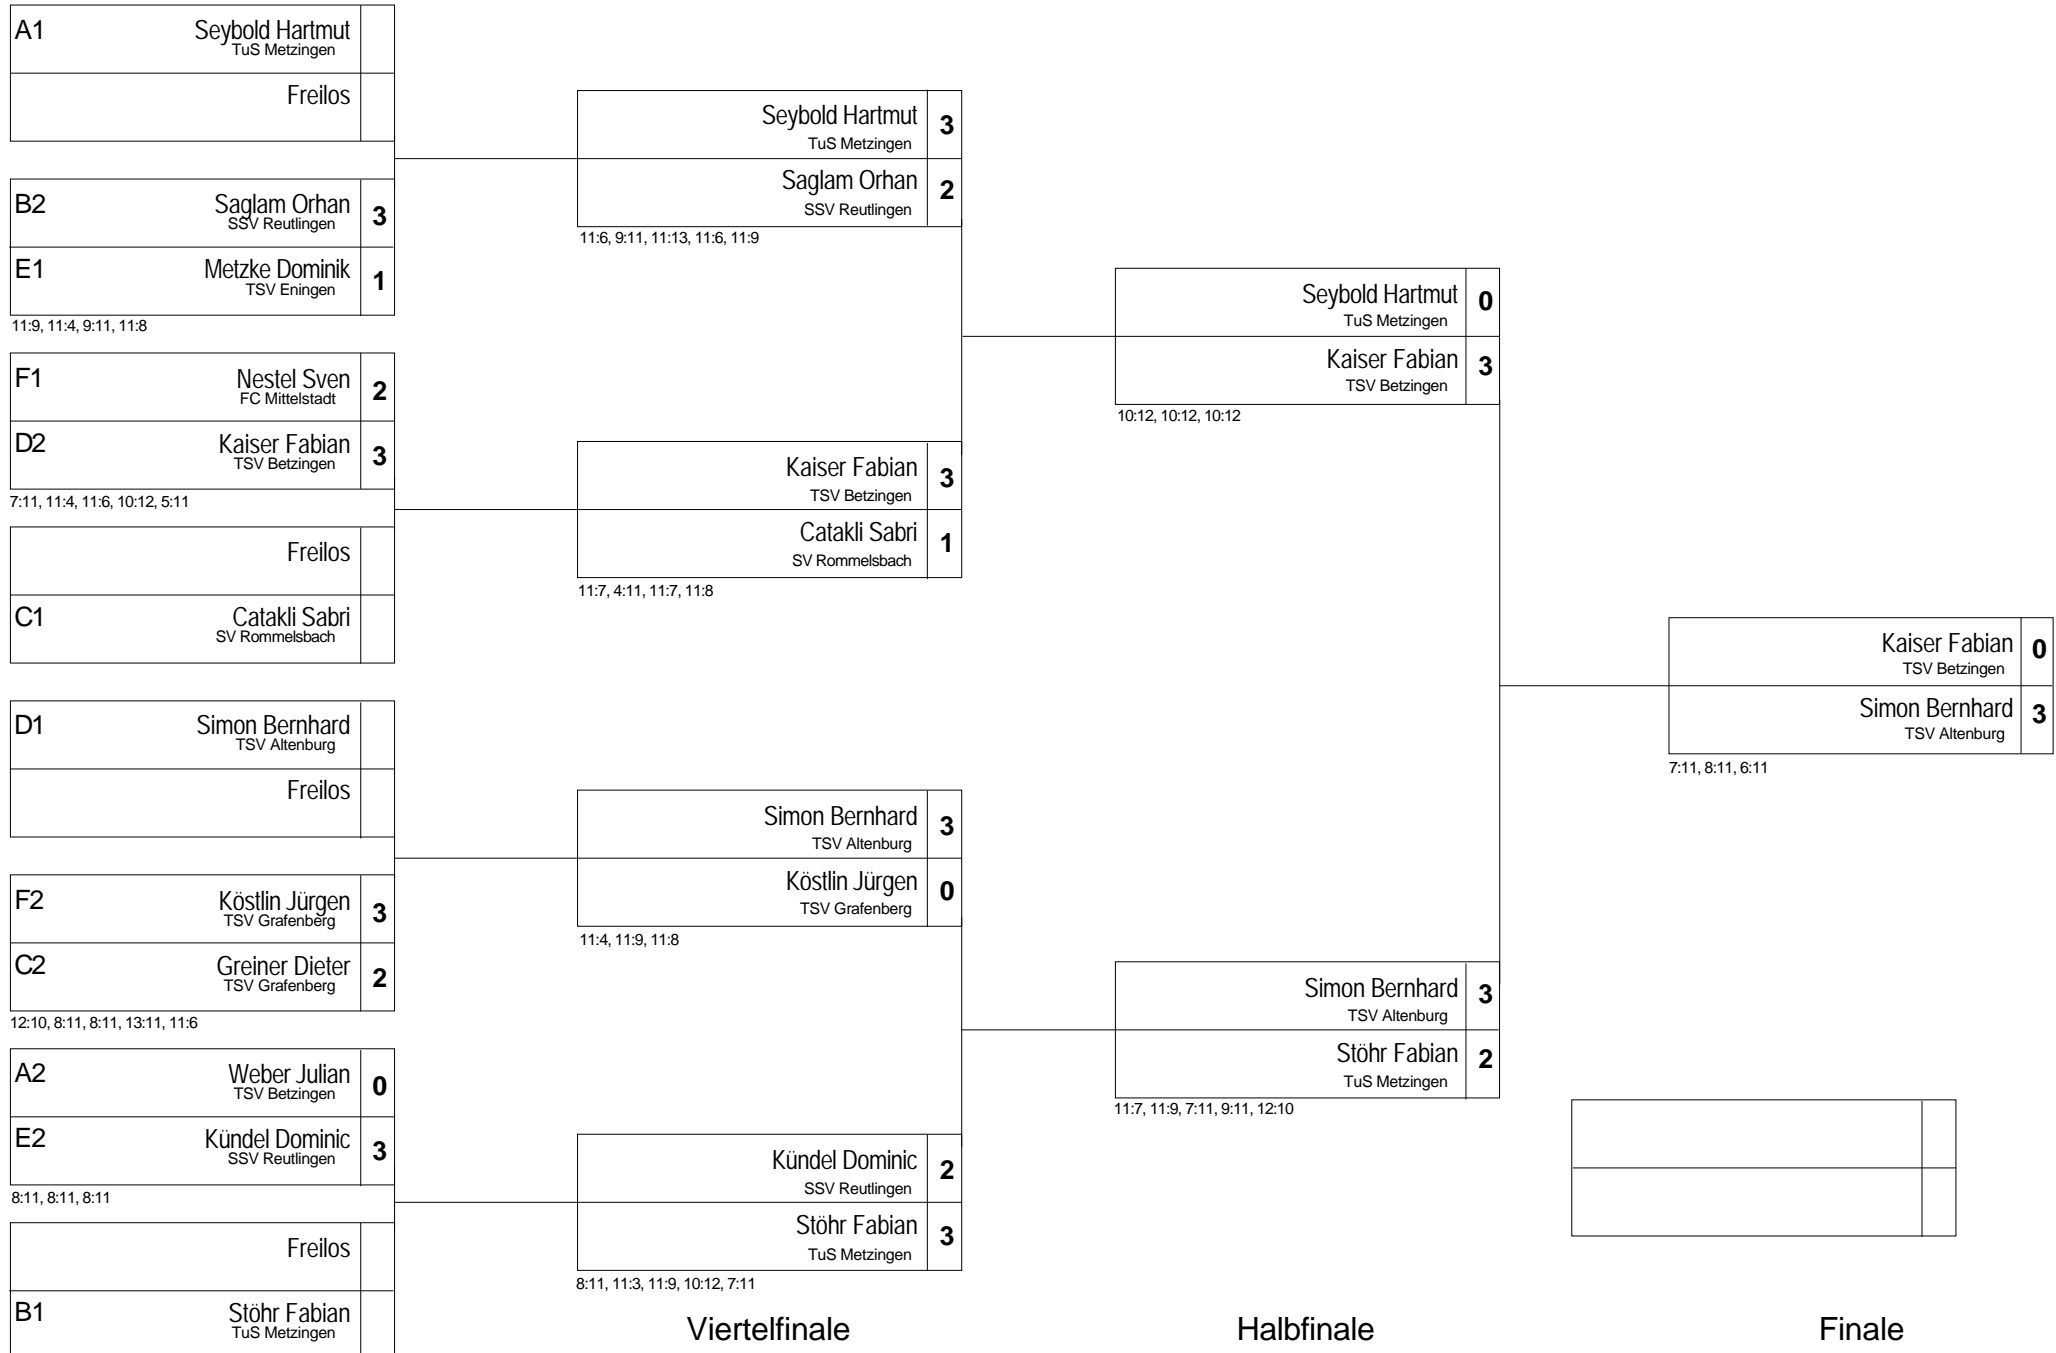 A1 Seybold Hartmut
TuS Metzingen
Freilos
B2 Saglam Orhan 3
SSV Reutlingen
E1 Metzke Dominik 1
TSV Eningen
11:9, 11:4, 9:11, 11:8
F1 Nestel Sven 2
FC Mittelstadt
D2 Kaiser Fabian 3
TSV Betzingen
7:11, 11:4, 11:6, 10:12, 5:11
Freilos
C1 Catakli Sabri
SV Rommelsbach
D1 Simon Bernhard
TSV Altenburg
Freilos
F2 Köstlin Jürgen 3
TSV Grafenberg
C2 Greiner Dieter 2
TSV Grafenberg
12:10, 8:11, 8:11, 13:11, 11:6
A2 Weber Julian 0
TSV Betzingen
E2 Kündel Dominic 3
SSV Reutlingen
8:11, 8:11, 8:11
Freilos
B1 Stöhr Fabian
TuS Metzingen
Seybold Hartmut 3
TuS Metzingen
Saglam Orhan 2
SSV Reutlingen
11:6, 9:11, 11:13, 11:6, 11:9
Kaiser Fabian 3
TSV Betzingen
Catakli Sabri 1
SV Rommelsbach
11:7, 4:11, 11:7, 11:8
Simon Bernhard 3
TSV Altenburg
Köstlin Jürgen 0
TSV Grafenberg
11:4, 11:9, 11:8
Kündel Dominic 2
SSV Reutlingen
Stöhr Fabian 3
TuS Metzingen
8:11, 11:3, 11:9, 10:12, 7:11
Viertelfinale
Seybold Hartmut 0
TuS Metzingen
Kaiser Fabian 3
TSV Betzingen
10:12, 10:12, 10:12
Simon Bernhard 3
TSV Altenburg
Stöhr Fabian 2
TuS Metzingen
11:7, 11:9, 7:11, 9:11, 12:10
Halbfinale
Kaiser Fabian 0
TSV Betzingen
Simon Bernhard 3
TSV Altenburg
7:11, 8:11, 6:11
Finale